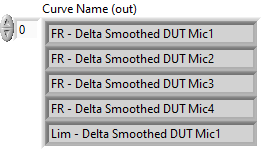 Curve Name (out)
0
FR - Delta Smoothed DUT Mic1
FR - Delta Smoothed DUT Mic2
FR - Delta Smoothed DUT Mic3
FR - Delta Smoothed DUT Mic4
Lim - Delta Smoothed DUT Mic1